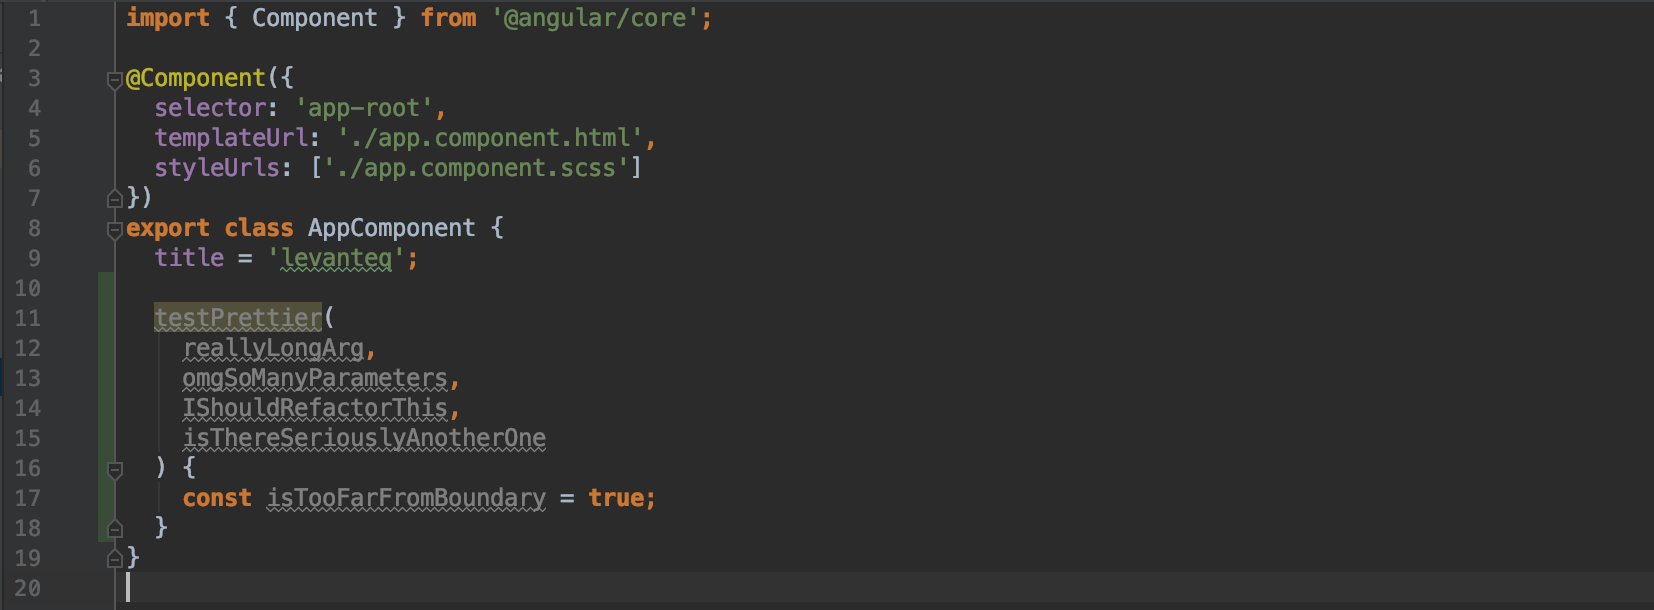 1 import { Component } from '@angular/core';
2
3 @Component({
4   selector: 'app-root',
5   templateUrl: './app.component.html',
6   styleUrls: ['./app.component.scss']
7 })
8 export class AppComponent {
9   title = 'levanteq';
10
11   testPrettier(
12     reallyLongArg,
13     omgSoManyParameters,
14     IShouldRefactorThis,
15     isThereSeriouslyAnotherOne
16   ) {
17     const isTooFarFromBoundary = true;
18   }
19 }
20